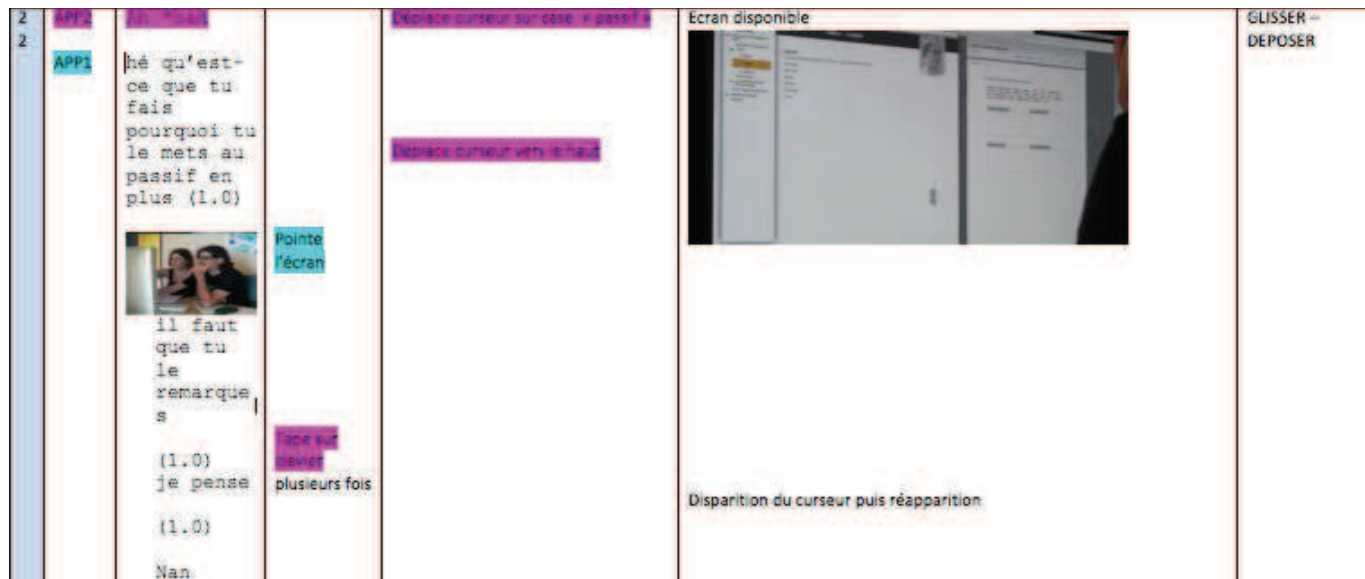 2
2
APP2
APP1
hé qu'est-
ce que tu
fais
pourquoi tu
le mets au
passif en
plus (1.0)
il faut
que tu
le
remarque
s
(1.0)
je pense
(1.0)
Nan
Pointe
l'écran
Tape sur
clavier
plusieurs fois
Déplace curseur sur case « passif »
Déplace curseur vers le haut
Ecran disponible
Disparition du curseur puis réapparition
GLISSER –
DEPOSER